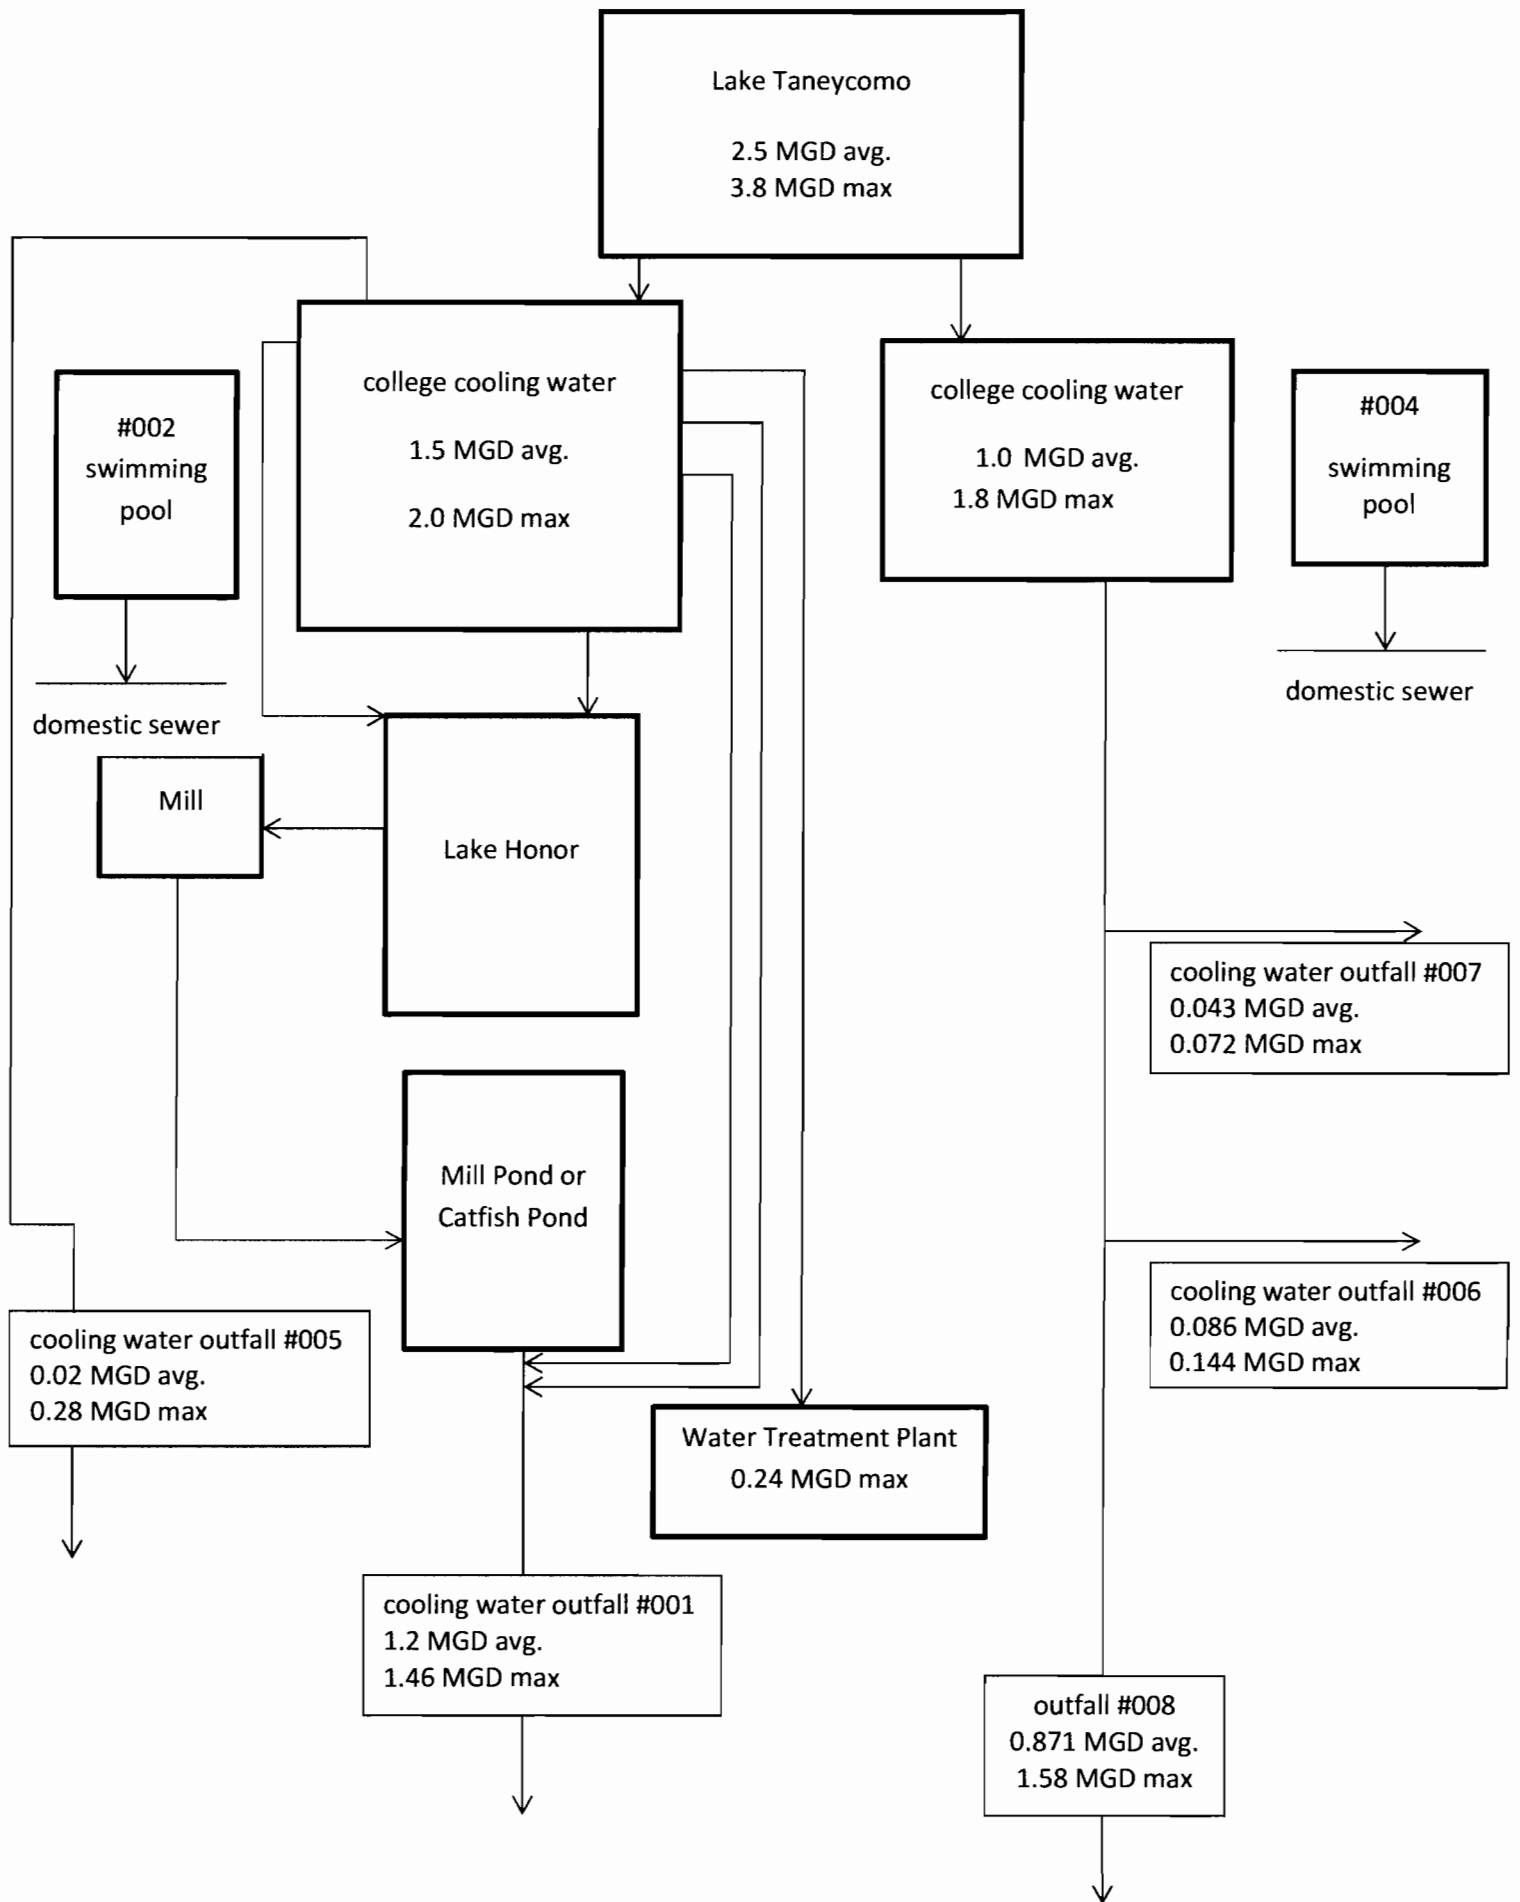 Lake Taneycomo
2.5 MGD avg.
3.8 MGD max
college cooling water
1.5 MGD avg.
2.0 MGD max
college cooling water
1.0 MGD avg.
1.8 MGD max
#002
swimming
pool
domestic sewer
#004
swimming
pool
domestic sewer
Mill
Lake Honor
cooling water outfall #007
0.043 MGD avg.
0.072 MGD max
Mill Pond or
Catfish Pond
cooling water outfall #006
0.086 MGD avg.
0.144 MGD max
cooling water outfall #005
0.02 MGD avg.
0.28 MGD max
Water Treatment Plant
0.24 MGD max
cooling water outfall #001
1.2 MGD avg.
1.46 MGD max
outfall #008
0.871 MGD avg.
1.58 MGD max